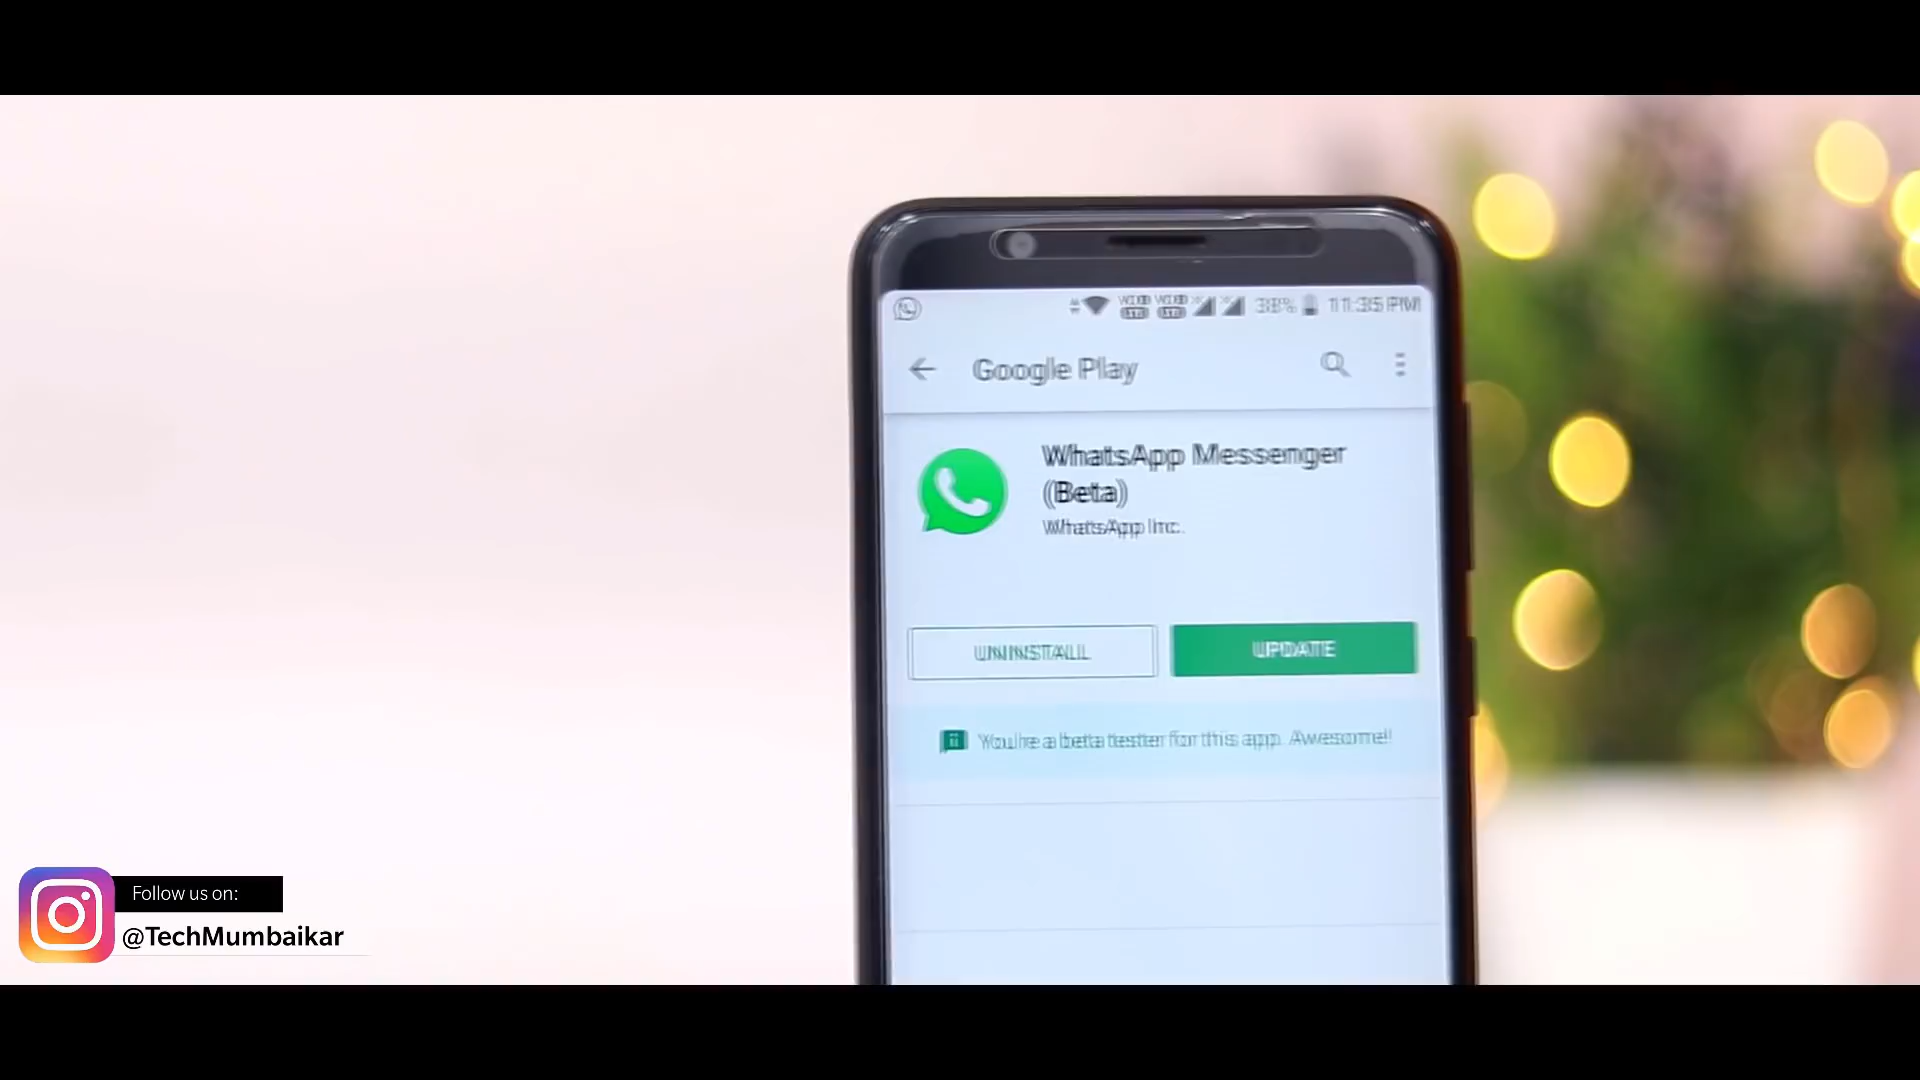 38% 11:35 PM
Google Play
WhatsApp Messenger
(Beta)
WhatsApp Inc.
UNINSTALL
UPDATE
You're a beta tester for this app. Awesome!
Follow us on:
@TechMumbaikar